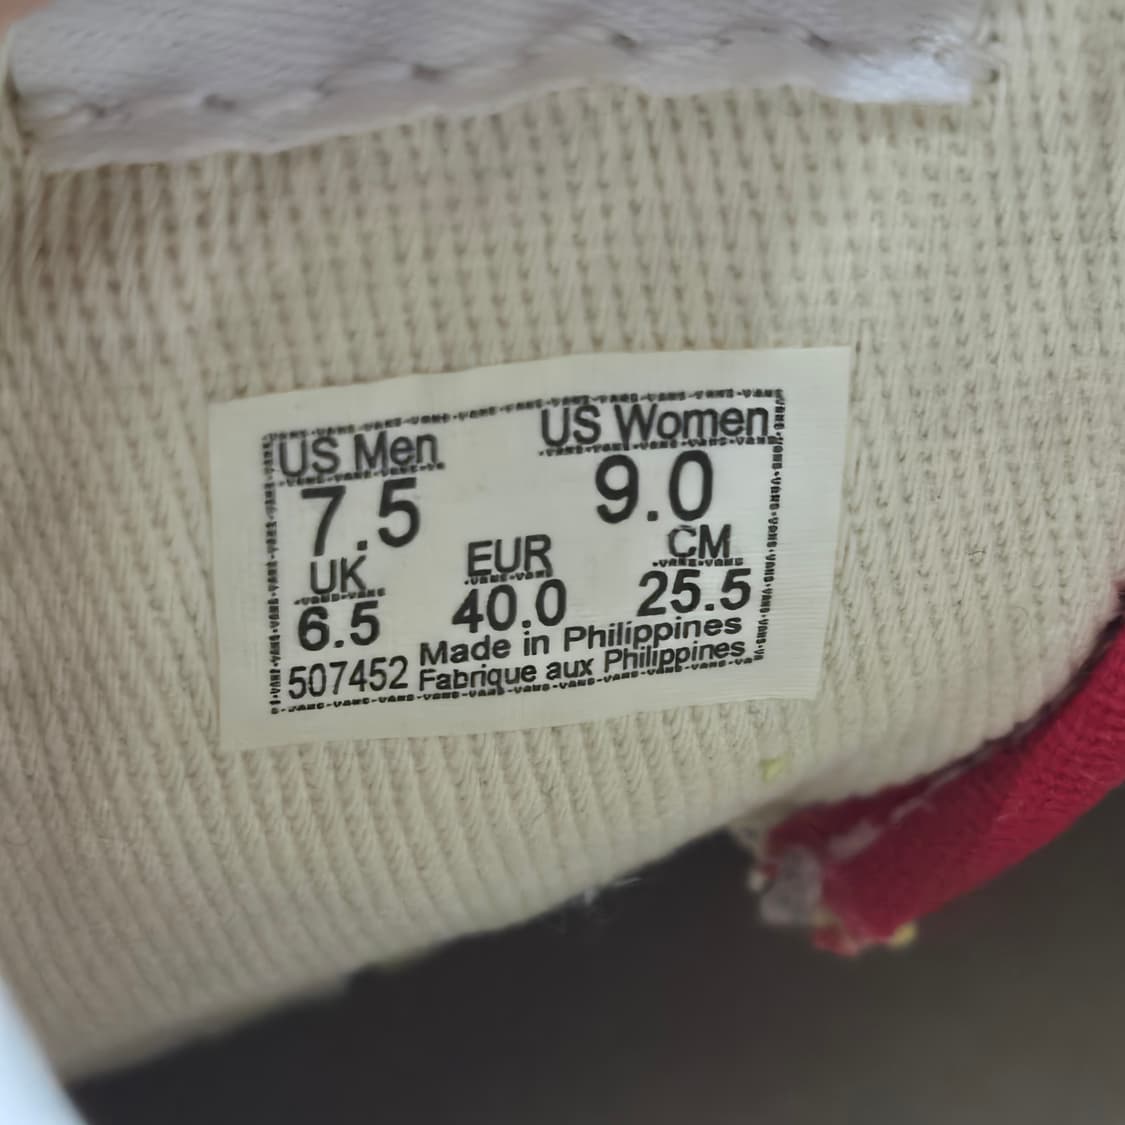 US Men US Women
7.5 9.0
UK EUR CM
6.5 40.0 25.5
Made in Philippines
507452 Fabrique aux Philippines